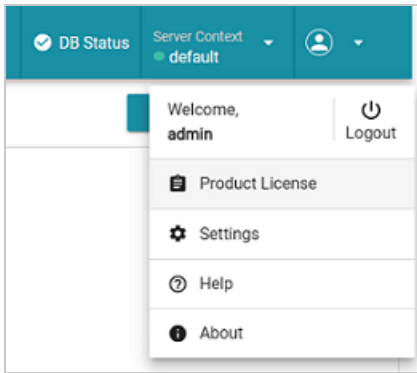 DB Status
Server Context
default
Welcome,
admin
Logout
Product License
Settings
Help
About